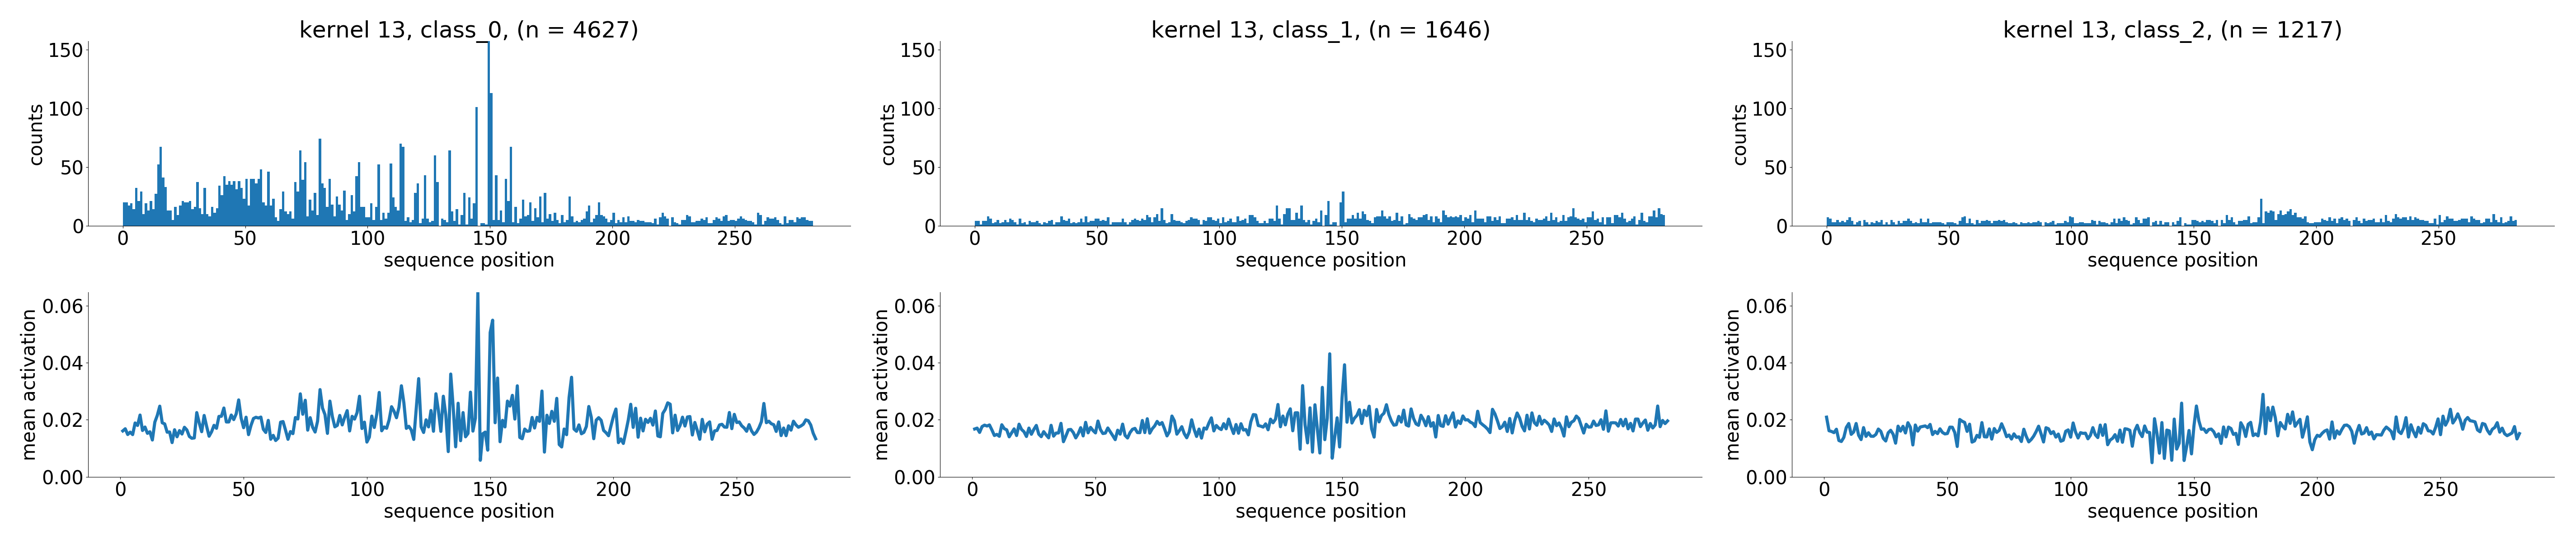 kernel 13, class_0, (n = 4627)
kernel 13, class_1, (n = 1646)
kernel 13, class_2, (n = 1217)
counts
150
100
50
0
0 50 100 150 200 250
sequence position
counts
150
100
50
0
0 50 100 150 200 250
sequence position
counts
150
100
50
0
0 50 100 150 200 250
sequence position
mean activation
0.06
0.04
0.02
0.00
0 50 100 150 200 250
sequence position
mean activation
0.06
0.04
0.02
0.00
0 50 100 150 200 250
sequence position
mean activation
0.06
0.04
0.02
0.00
0 50 100 150 200 250
sequence position